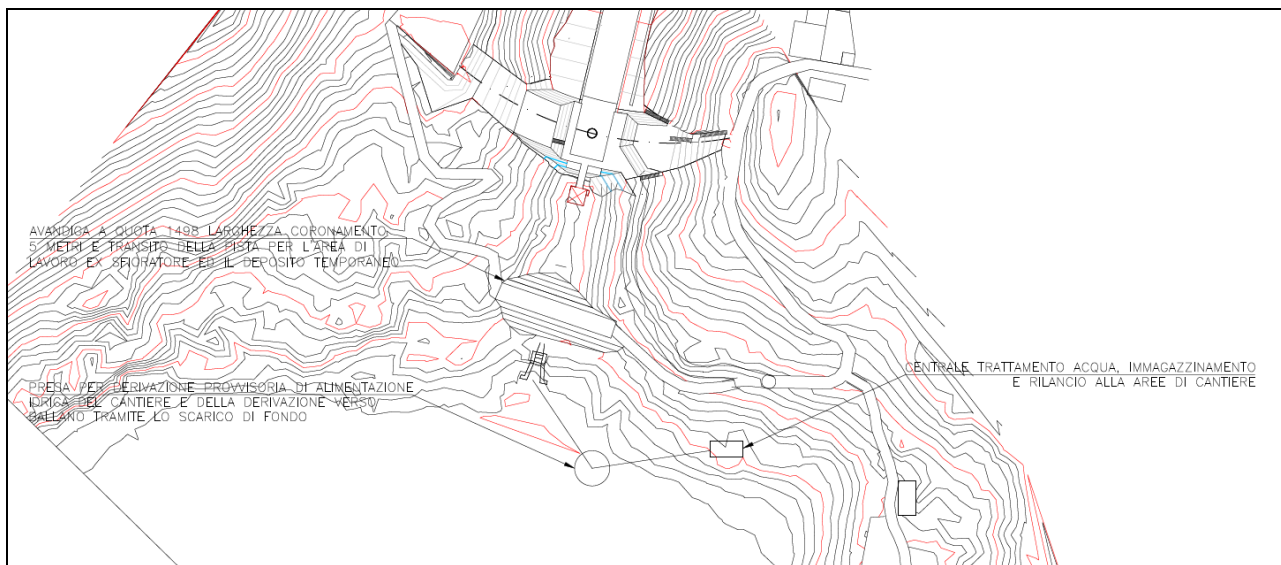 AVANDIGA A QUOTA 1498 LARGHEZZA CORONAMENTO
5 METRI E TRANSITO DELLA PISTA PER L'AREA DI
LAVORO EX SFIORATORE ED IL DEPOSITO TEMPORANEO
PRESA PER DERIVAZIONE PROVVISORIA DI ALIMENTAZIONE
IDRICA DEL CANTIERE E DELLA DERIVAZIONE VERSO
BALLANO TRAMITE LO SCARICO DI FONDO
CENTRALE TRATTAMENTO ACQUA, IMMAGAZZINAMENTO
E RILANCIO ALLA AREE DI CANTIERE